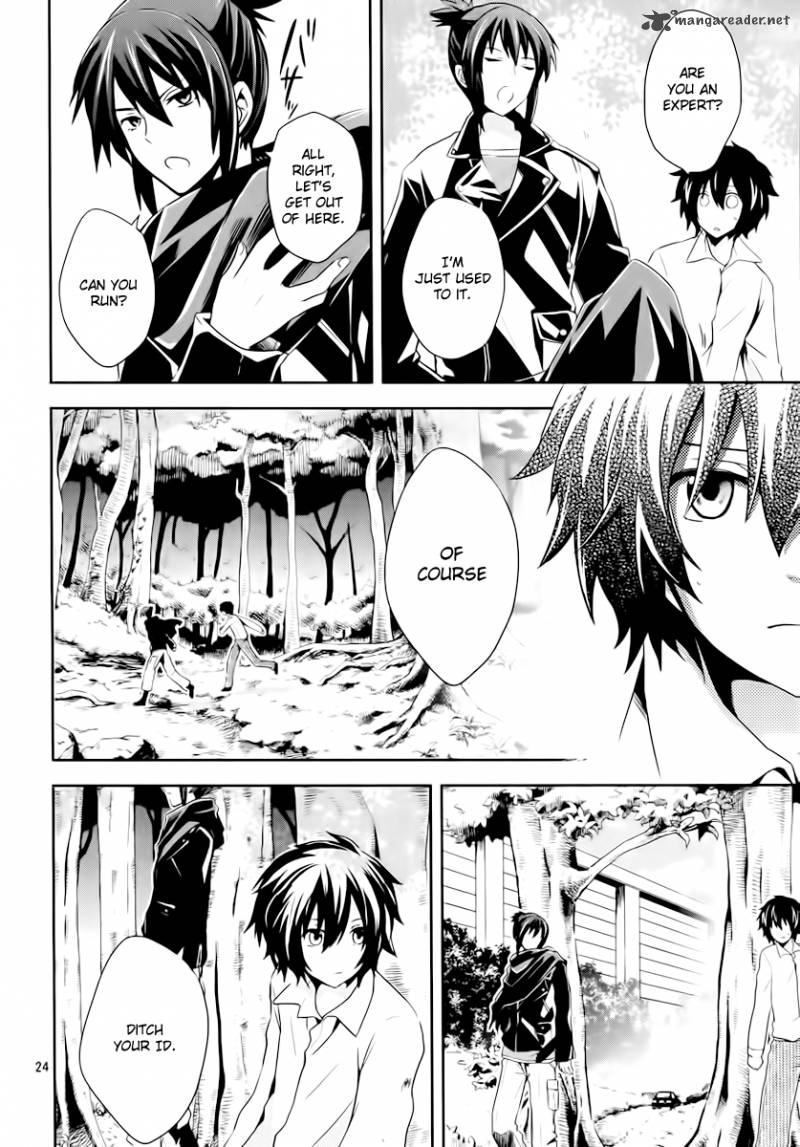 mangareader.net
ARE
YOU AN
EXPERT?
I'M
JUST USED
TO IT.
ALL
RIGHT,
LET'S
GET OUT
OF HERE.
CAN YOU
RUN?
OF
COURSE
DITCH
YOUR ID.
24